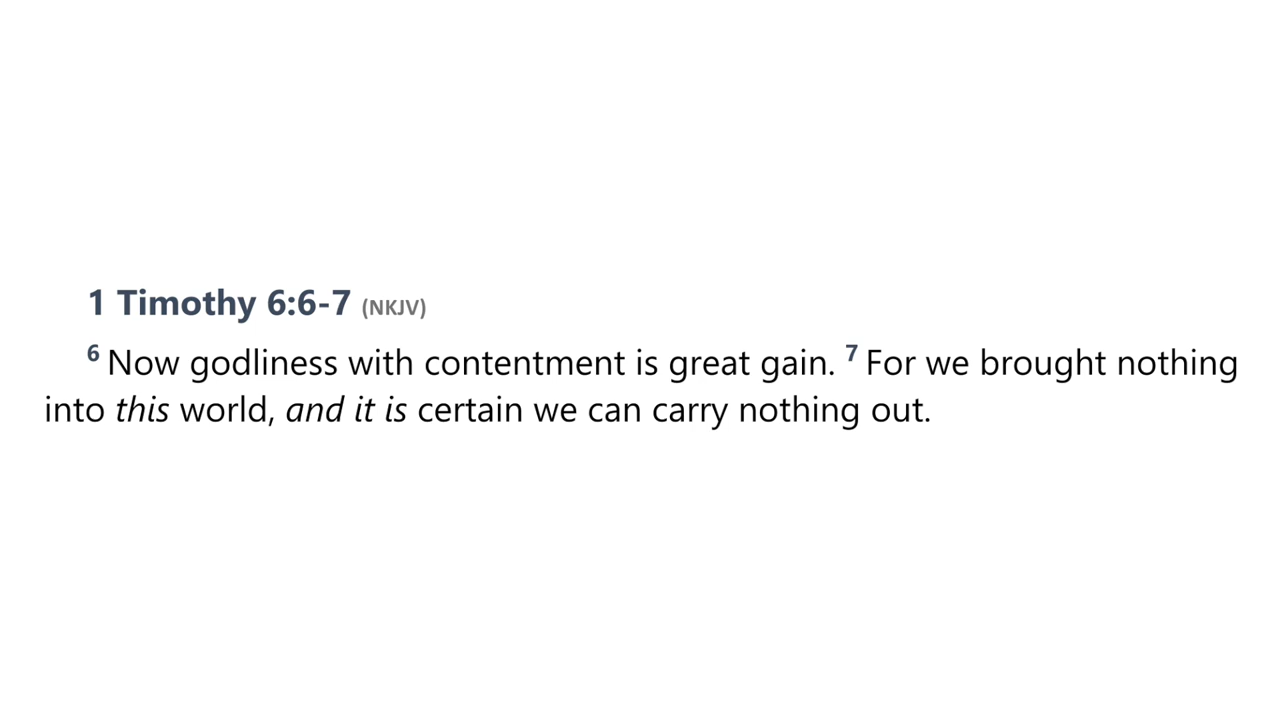 1 Timothy 6:6-7 (NKJV)
6 Now godliness with contentment is great gain. 7 For we brought nothing
into this world, and it is certain we can carry nothing out.